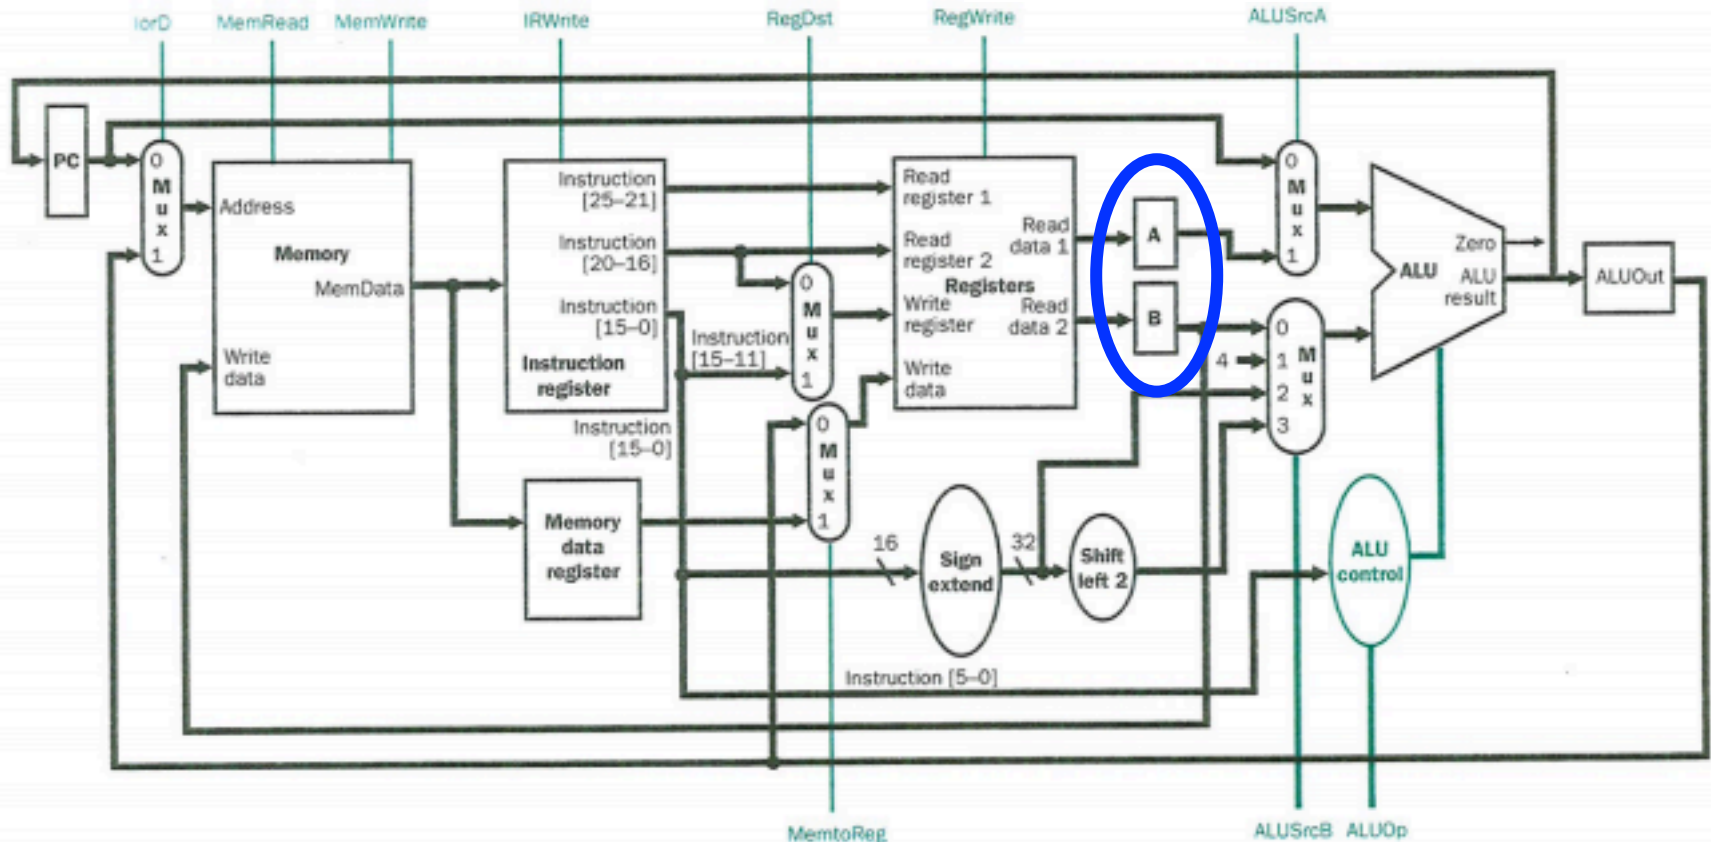 IorD
MemRead
MemWrite
IRWrite
RegDst
RegWrite
ALUSrcA
PC
0
M
u
x
1
Address
Memory
MemData
Write
data
Instruction
[25–21]
Instruction
[20–16]
Instruction
[15–0]
Instruction
register
Instruction
[15–11]
Instruction
[15–0]
Memory
data
register
0
M
u
x
1
0
M
u
x
1
Read
register 1
Read
register 2
Registers
Write
register
Write
data
Read
data 1
Read
data 2
A
B
4
0
M
u
x
1
0
1
2
3
M
u
x
Zero
ALU
ALU
result
ALUOut
16
Sign
extend
32
Shift
left 2
ALU
control
Instruction [5–0]
MemtoReg
ALUSrcB
ALUOp